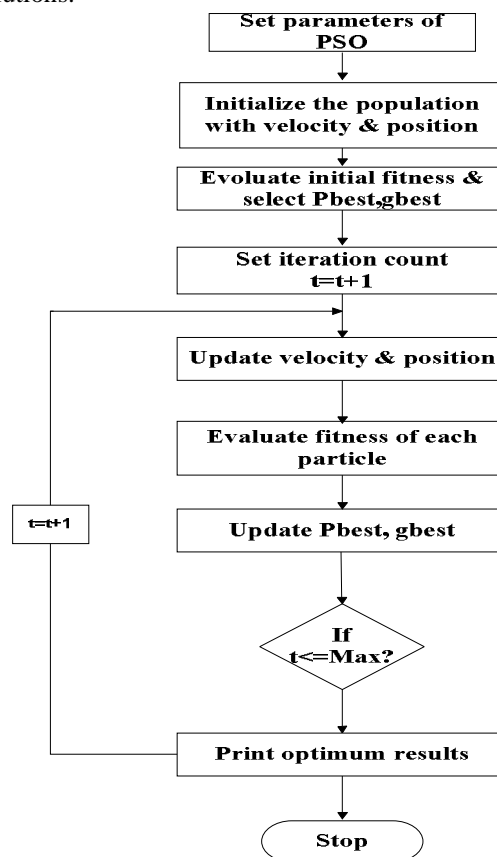 Set parameters of
PSO
Initialize the population
with velocity & position
Evoluate initial fitness &
select Pbest,gbest
Set iteration count
t=t+1
Update velocity & position
Evaluate fitness of each
particle
t=t+1
Update Pbest, gbest
If
t<=Max?
Print optimum results
Stop